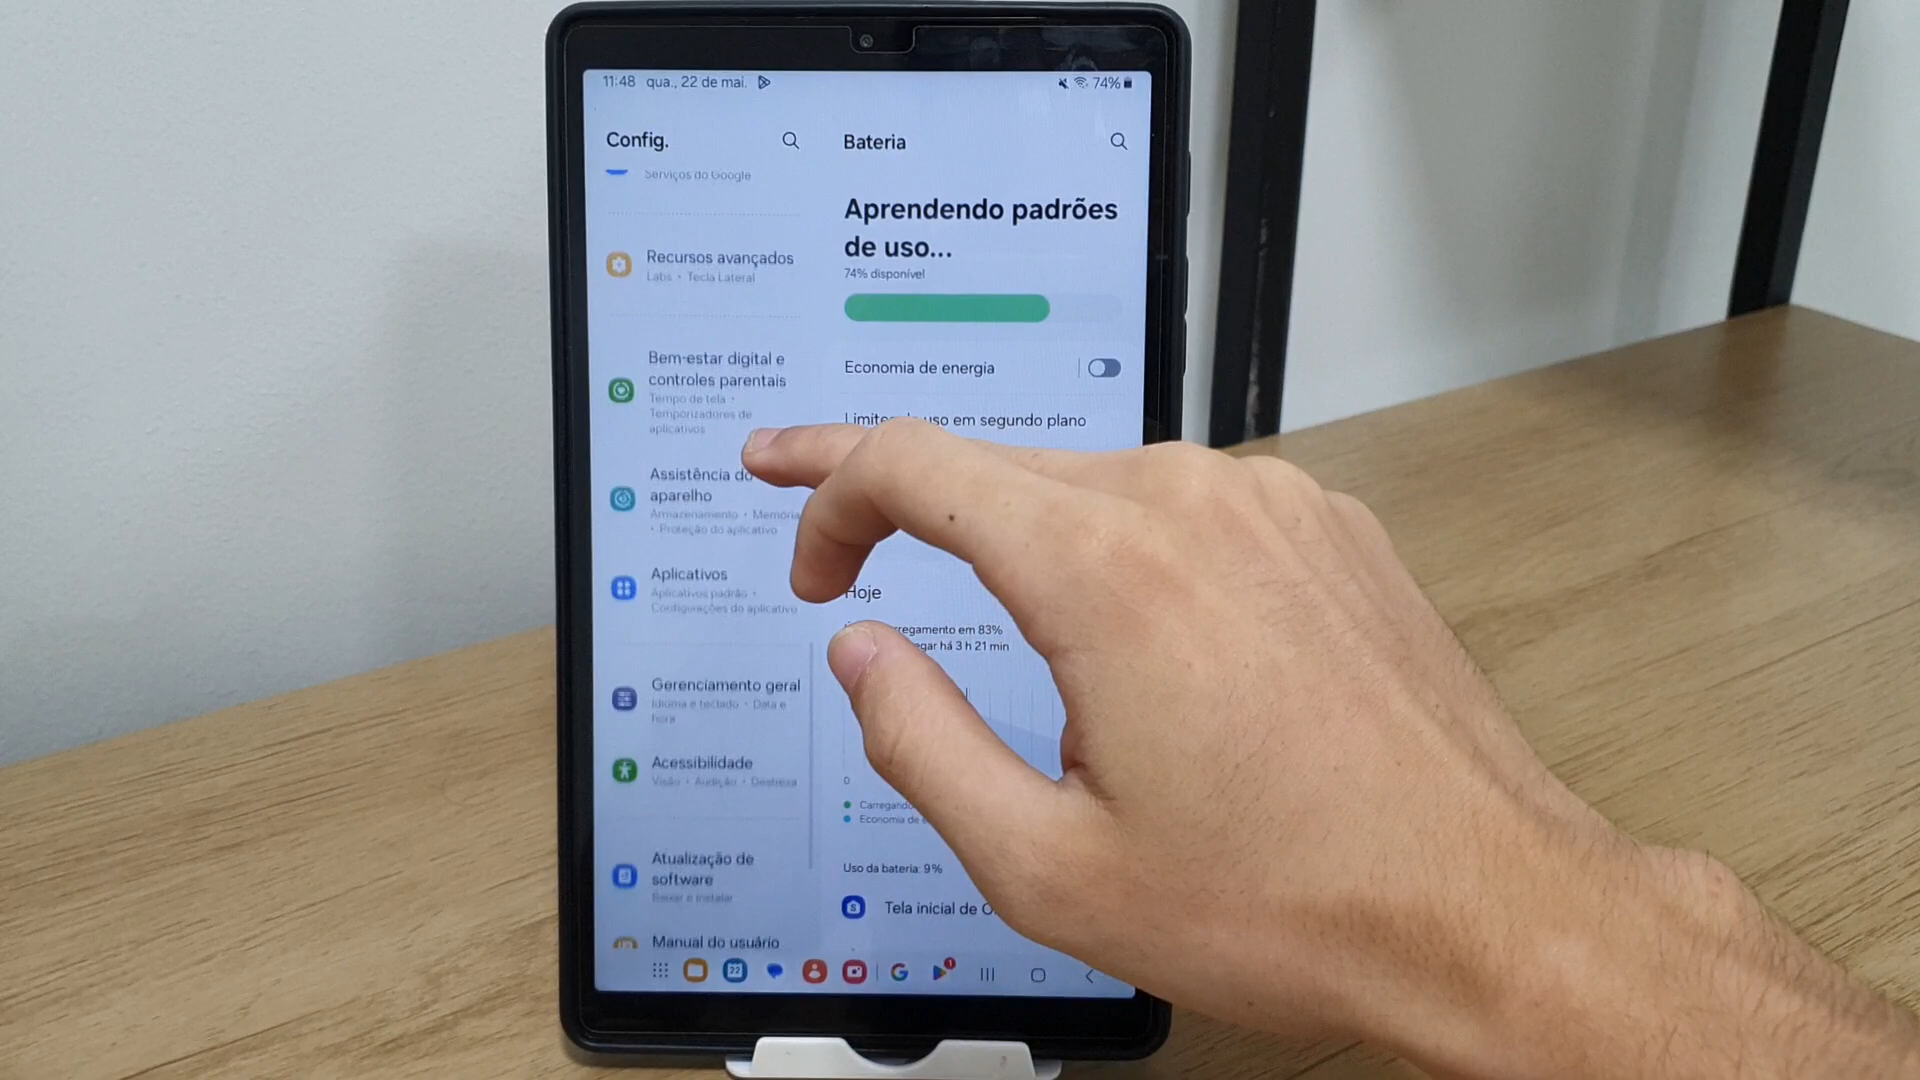 11:48 qua., 22 de mai.
74%
Config.
Serviços do Google
Recursos avançados
Labs • Tecla Lateral
Bem-estar digital e
controles parentais
Tempo de tela •
Temporizadores de
aplicativos
Assistência do
aparelho
Armazenamento • Memória
• Proteção do aplicativo
Aplicativos
Aplicativos padrão •
Configurações do aplicativo
Gerenciamento geral
Idioma e teclado • Data e
hora
Acessibilidade
Visão • Audição • Destreza
Atualização de
software
Baixar e instalar
Manual do usuário
Bateria
Aprendendo padrões
de uso...
74% disponível
Economia de energia
uso em segundo plano
Hoje
em 83%
há 3 h 21 min
0
Carregando
Economia de
Uso da bateria: 9%
Tela inicial de
22
1